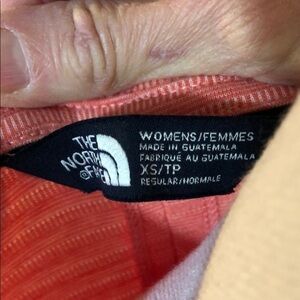 THE
NORTH
FACE
WOMENS/FEMMES
MADE IN GUATEMALA
FABRIQUÉ AU GUATEMALA
XS/TP
REGULAR/NORMALE